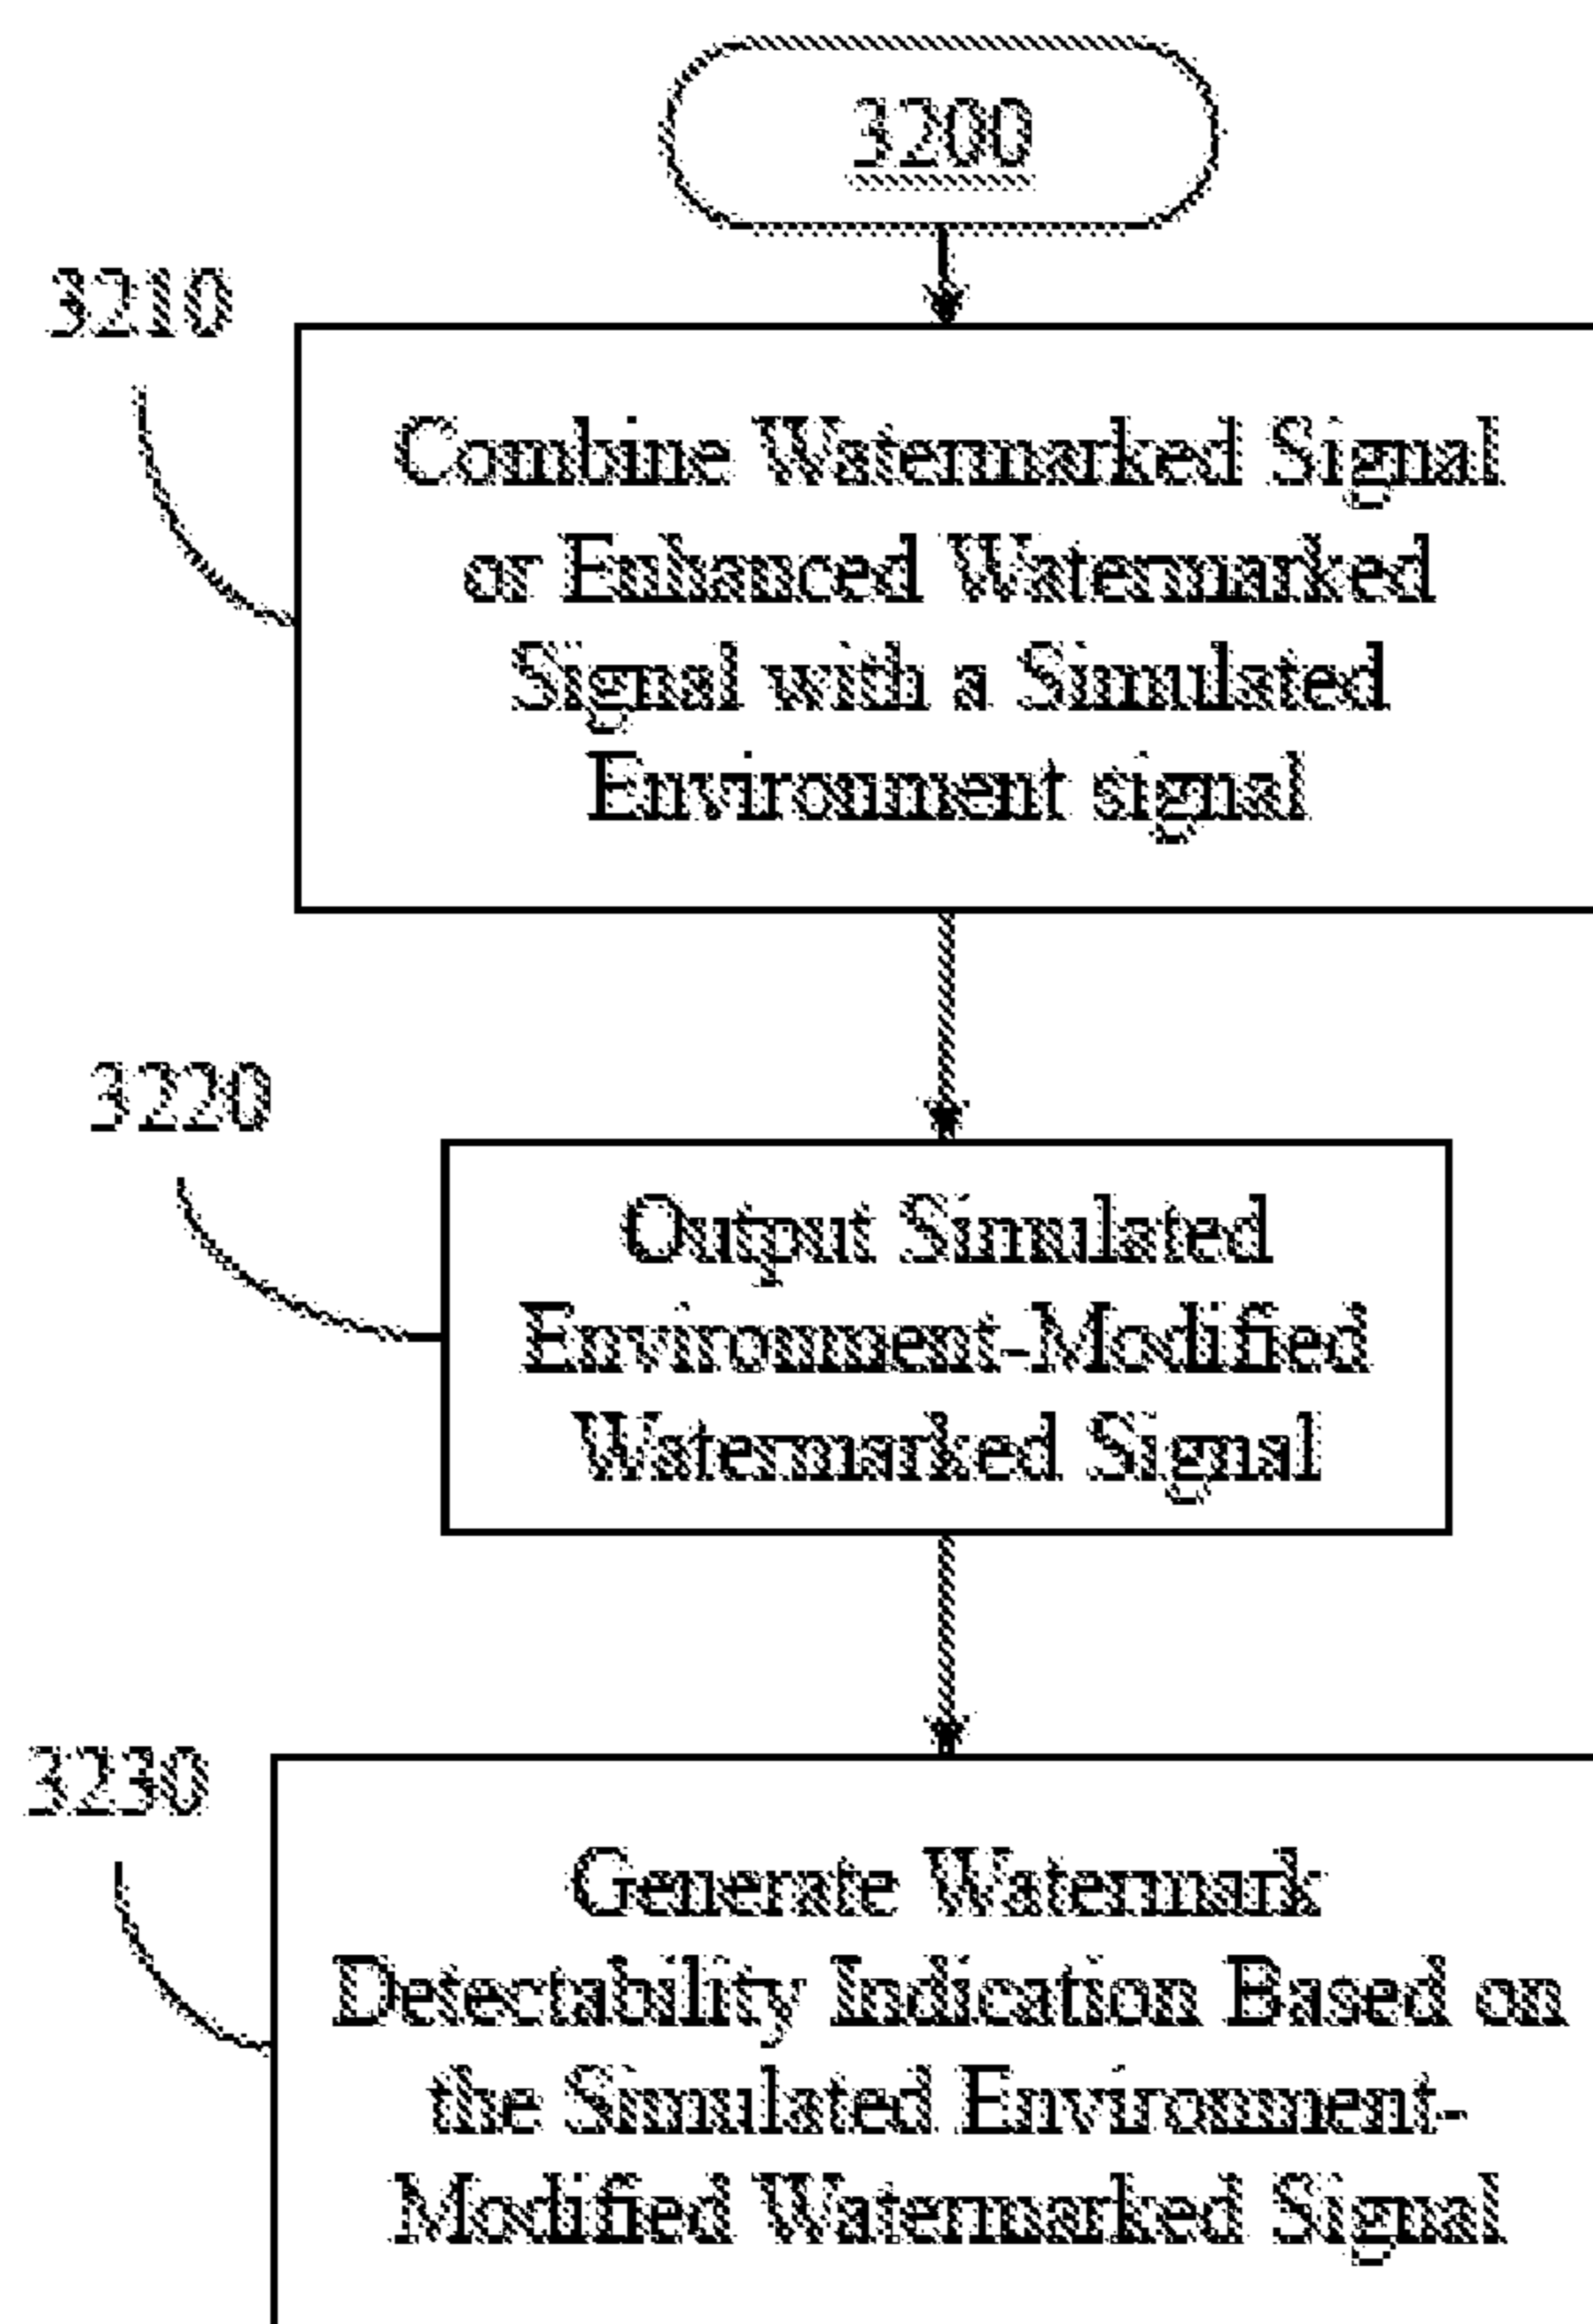 3200
3210
Combine Watermarked Signal
or Enhanced Watermarked
Signal with a Simulated
Environment signal
3220
Output Simulated
Environment-Modified
Watermarked Signal
3230
Generate Watermark
Detectability Indication Based on
the Simulated Environment-
Modified Watermarked Signal